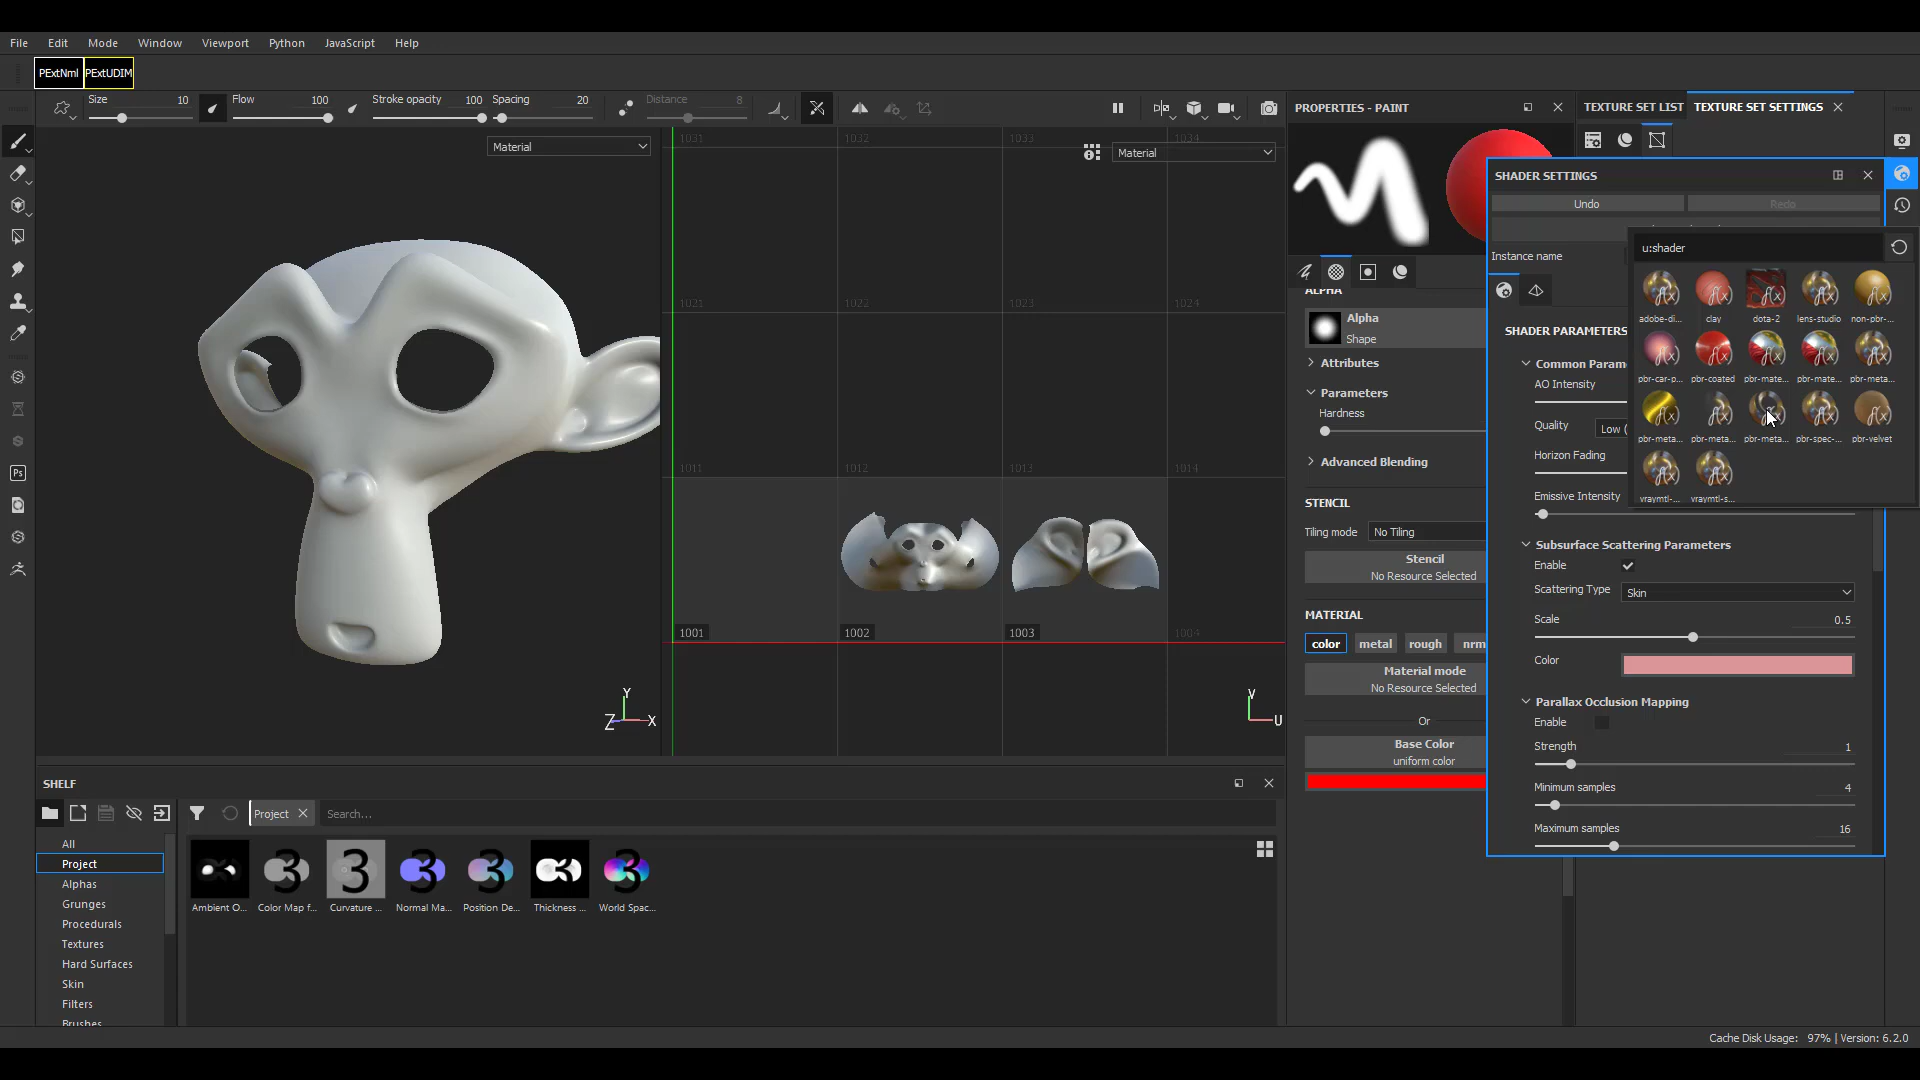 File Edit Mode Window Viewport Python JavaScript Help
PExtNml PExtUDIM
Size 10 Flow 100 Stroke opacity 100 Spacing 20 Distance 8
Material
Material
1031 1032 1033 1034
1021 1022 1023 1024
1011 1012 1013 1014
1001 1002 1003 1004
Y
Z X
V
U
PROPERTIES - PAINT
ALPHA
Alpha
Shape
Attributes
Parameters
Hardness
Advanced Blending
STENCIL
Tiling mode No Tiling
Stencil
No Resource Selected
MATERIAL
color metal rough nrm
Material mode
No Resource Selected
Or
Base Color
uniform color
TEXTURE SET LIST TEXTURE SET SETTINGS
SHADER SETTINGS
Undo Redo
Instance name
u:shader
adobe-di... clay dota-2 lens-studio non-pbr-...
pbr-car-p... pbr-coated pbr-mate... pbr-mate... pbr-meta...
pbr-meta... pbr-meta... pbr-meta... pbr-spec-... pbr-velvet
vraymtl-... vraymtl-s...
SHADER PARAMETERS
Common Param
AO Intensity
Quality Low (
Horizon Fading
Emissive Intensity
Subsurface Scattering Parameters
Enable
Scattering Type Skin
Scale 0.5
Color
Parallax Occlusion Mapping
Enable
Strength 1
Minimum samples 4
Maximum samples 16
SHELF
Project Search...
All
Project
Alphas
Grunges
Procedurals
Textures
Hard Surfaces
Skin
Filters
Brushes
Ambient O... Color Map f... Curvature ... Normal Ma... Position De... Thickness ... World Spac...
Cache Disk Usage: 97% | Version: 6.2.0